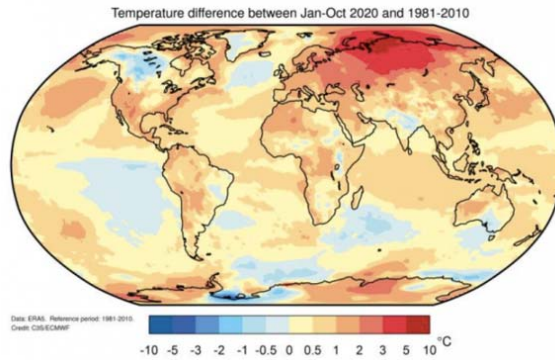 Temperature difference between Jan-Oct 2020 and 1981-2010
Data: ERA5. Reference period: 1981-2010.
Credit: C3S/ECMWF
-10 -5 -3 -2 -1 -0.5 0 0.5 1 2 3 5 10 °C